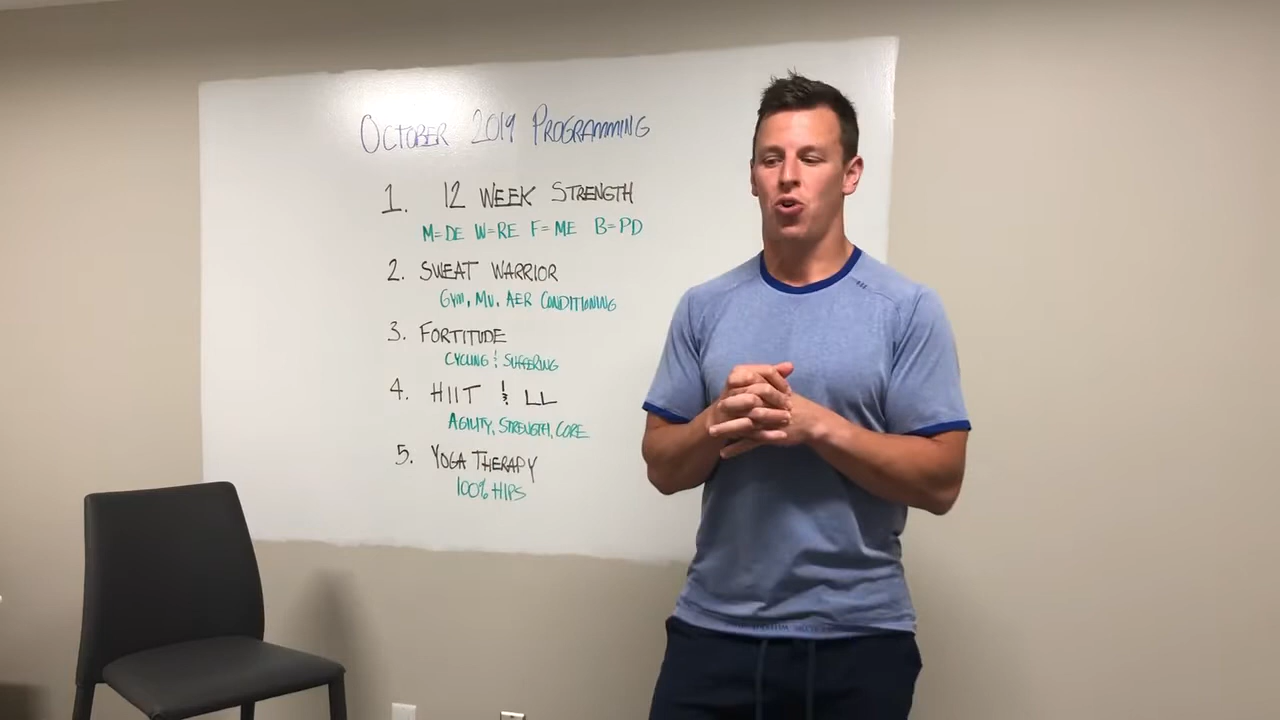 OCTOBER 2019 PROGRAMMING
1. 12 WEEK STRENGTH
M=DE W=RE F=ME B=PD
2. SWEAT WARRIOR
GYM, MV. AER CONDITIONING
3. FORTITUDE
CYCLING & SUFFERING
4. HIIT & LL
AGILITY, STRENGTH, CORE
5. YOGA THERAPY
100% HIPS